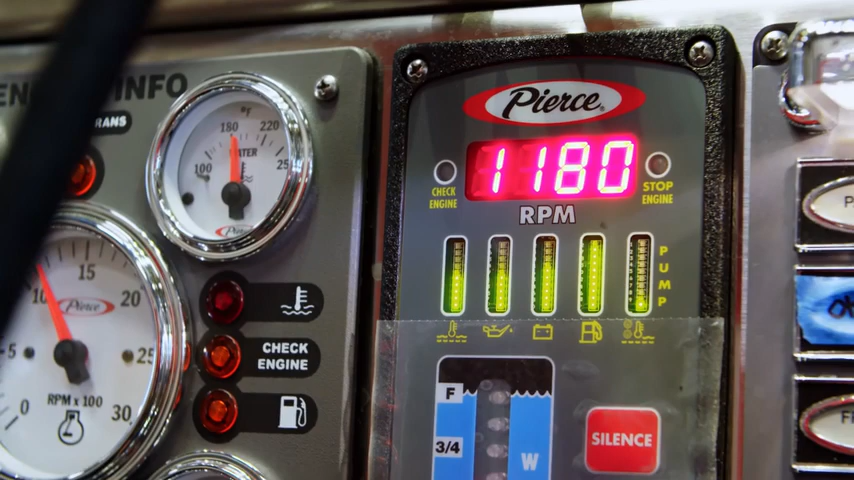 INFO
RANS
°F
180
220
100
WATER
25
Pierce
10
15
20
Pierce
5
25
RPM x 100
0
30
CHECK
ENGINE
Pierce
1180
CHECK
ENGINE
RPM
STOP
ENGINE
PUMP
F
3/4
W
SILENCE